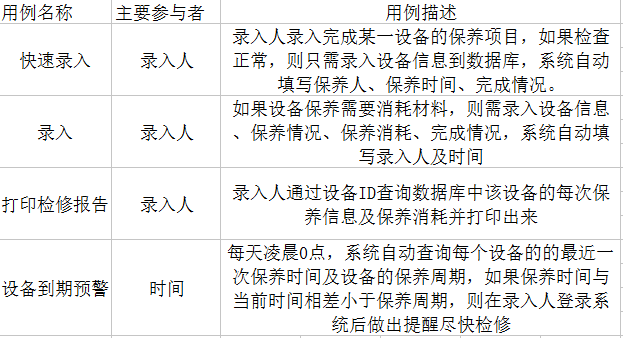 用例名称 主要参与者 用例描述
快速录入 录入人 录入人录入完成某一设备的保养项目，如果检查
正常，则只需录入设备信息到数据库，系统自动
填写保养人、保养时间、完成情况。
录入 录入人 如果设备保养需要消耗材料，则需录入设备信息
、保养情况、保养消耗、完成情况，系统自动填
写录入人及时间
打印检修报告 录入人 录入人通过设备ID查询数据库中该设备的每次保
养信息及保养消耗并打印出来
设备到期预警 时间 每天凌晨0点，系统自动查询每个设备的的最近一
次保养时间及设备的保养周期，如果保养时间与
当前时间相差小于保养周期，则在录入人登录系
统后做出提醒尽快检修